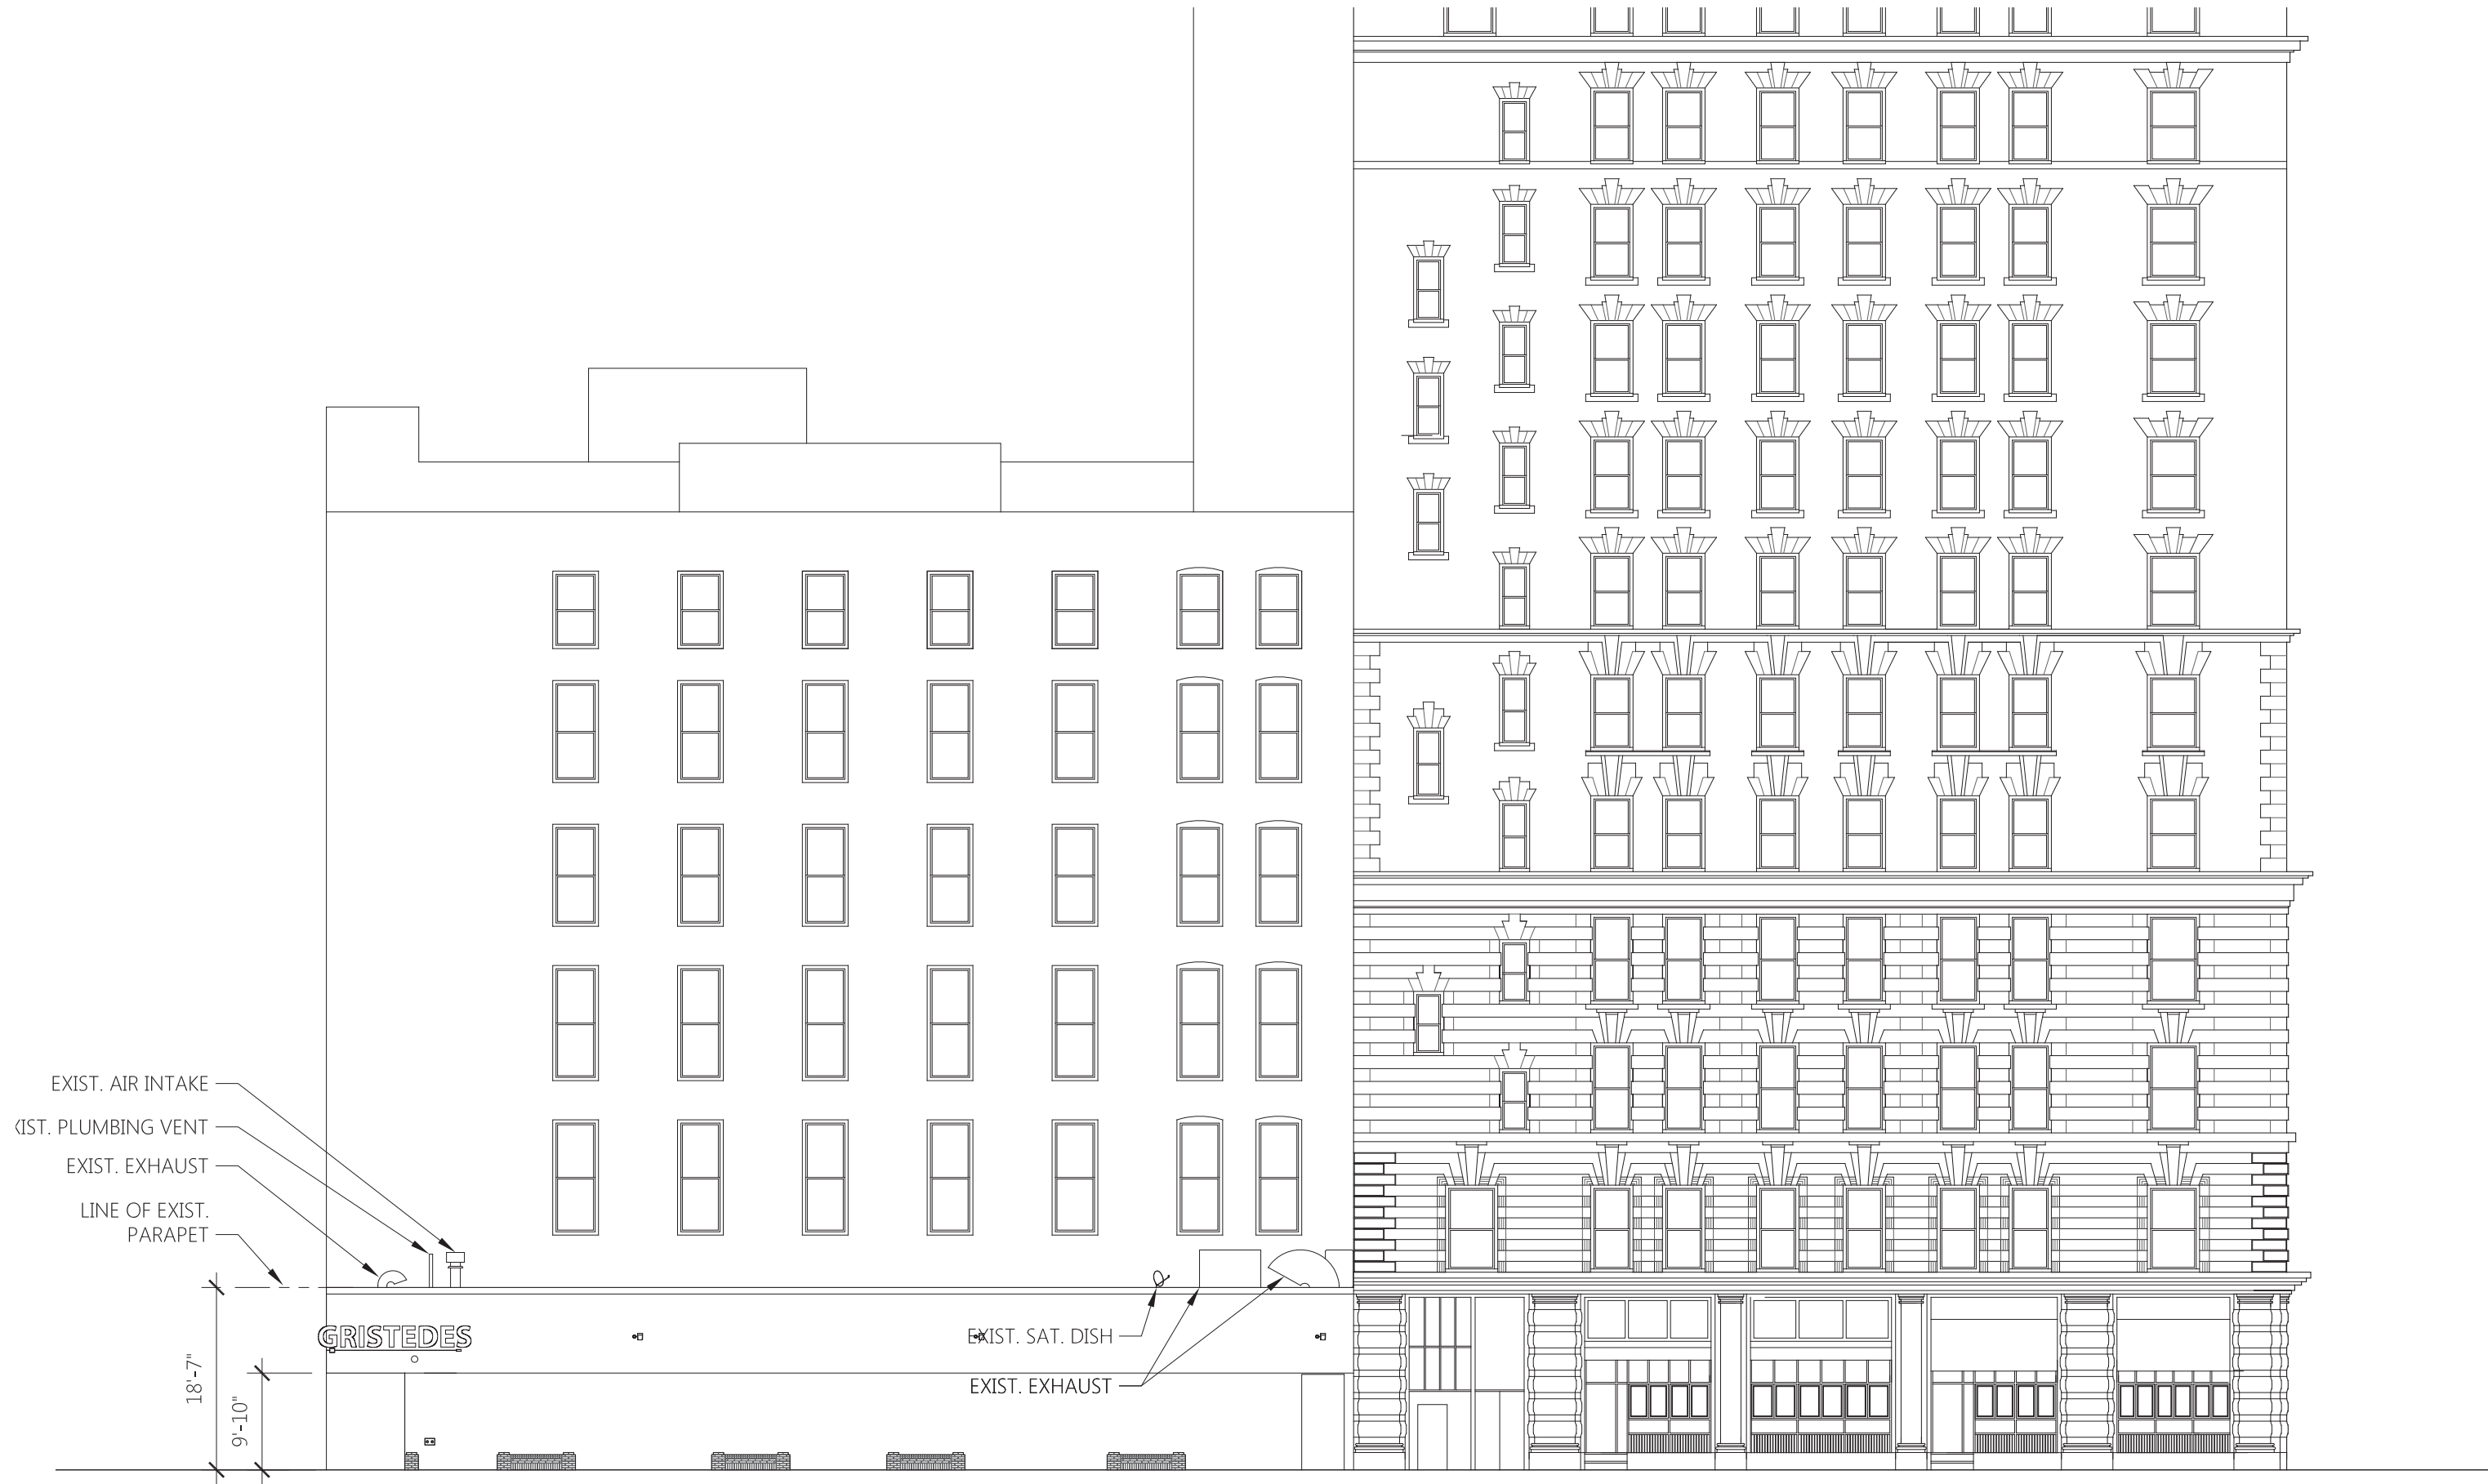 EXIST. AIR INTAKE
IST. PLUMBING VENT
EXIST. EXHAUST
LINE OF EXIST.
PARAPET
18'-7"
9'-10"
GRISTEDES
EXIST. SAT. DISH
EXIST. EXHAUST